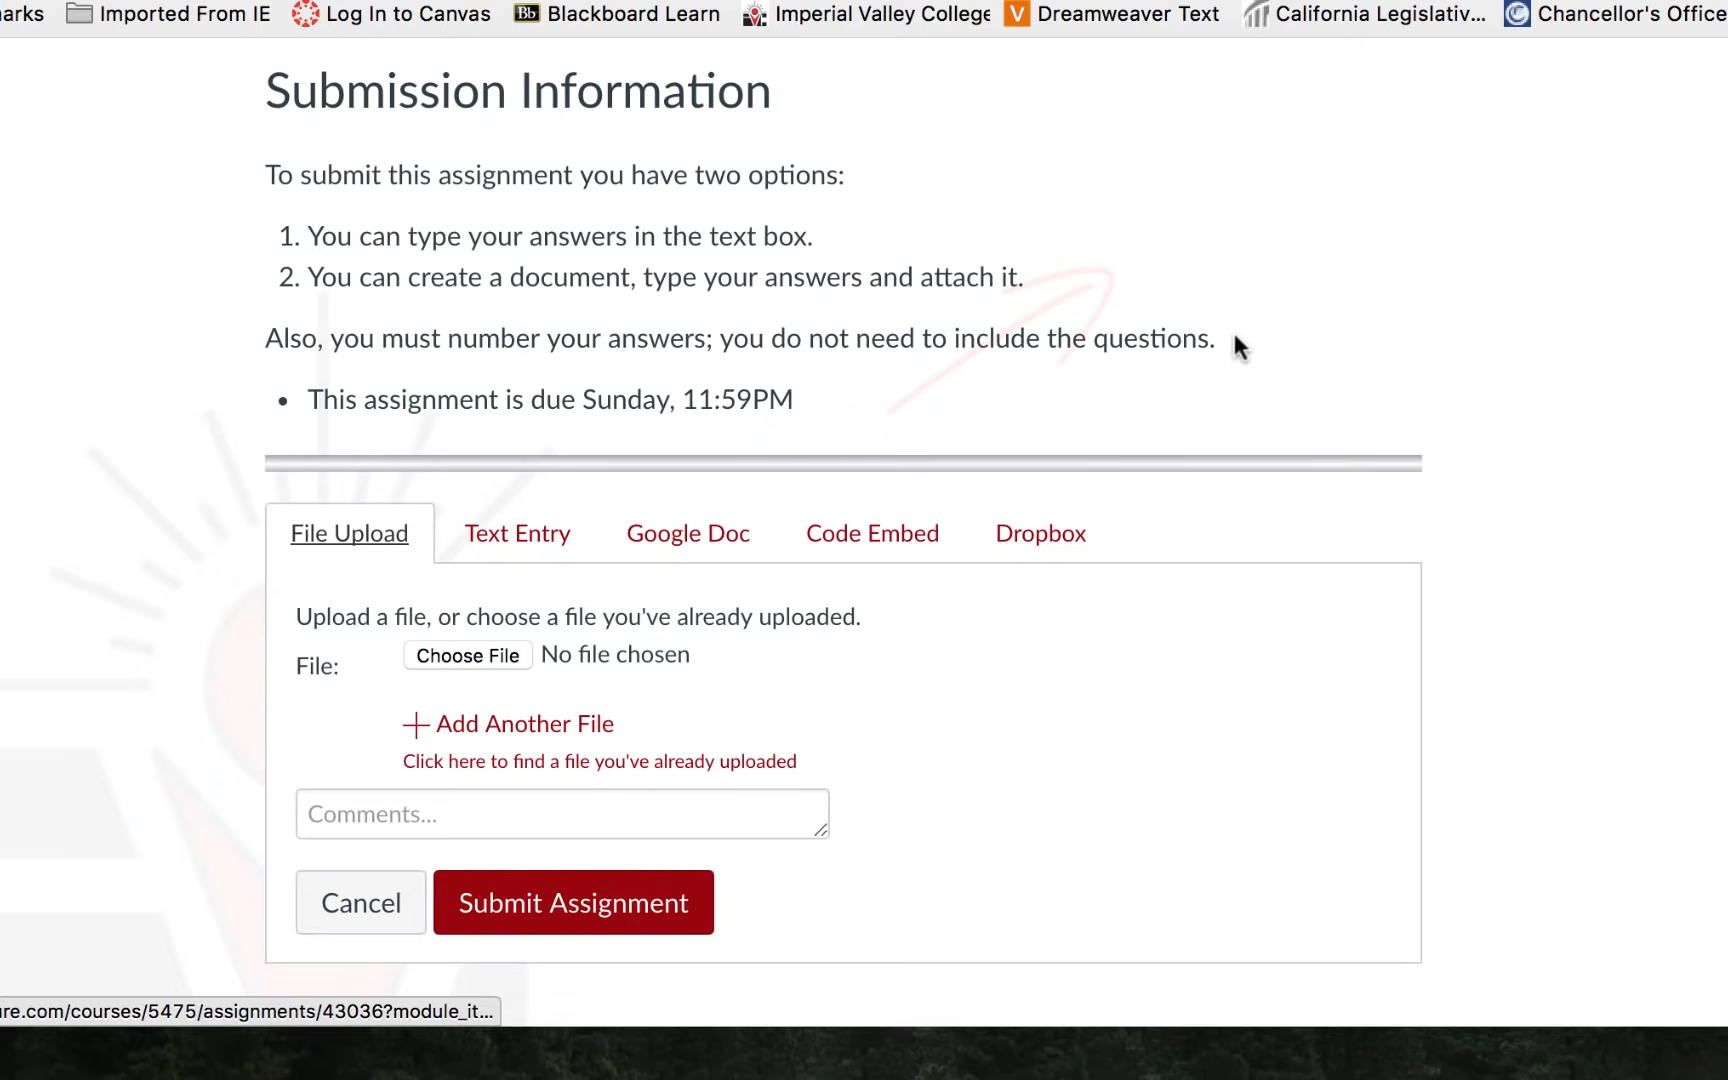 arks Imported From IE Log In to Canvas Bb Blackboard Learn Imperial Valley College V Dreamweaver Text California Legislativ... Chancellor's Office
Submission Information
To submit this assignment you have two options:
1. You can type your answers in the text box.
2. You can create a document, type your answers and attach it.
Also, you must number your answers; you do not need to include the questions.
• This assignment is due Sunday, 11:59PM
File Upload Text Entry Google Doc Code Embed Dropbox
Upload a file, or choose a file you've already uploaded.
File: Choose File No file chosen
Add Another File
Click here to find a file you've already uploaded
Comments...
Cancel Submit Assignment
re.com/courses/5475/assignments/43036?module_it...